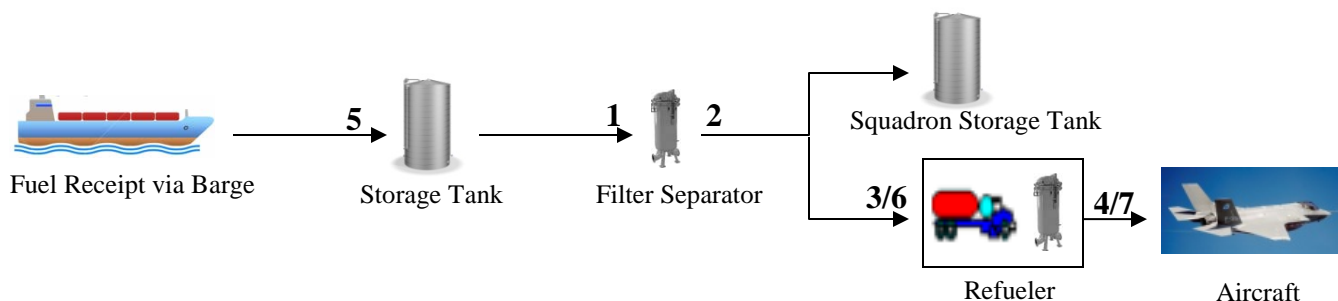 5
1
2
3/6
4/7
Fuel Receipt via Barge
Storage Tank
Filter Separator
Squadron Storage Tank
Refueler
Aircraft